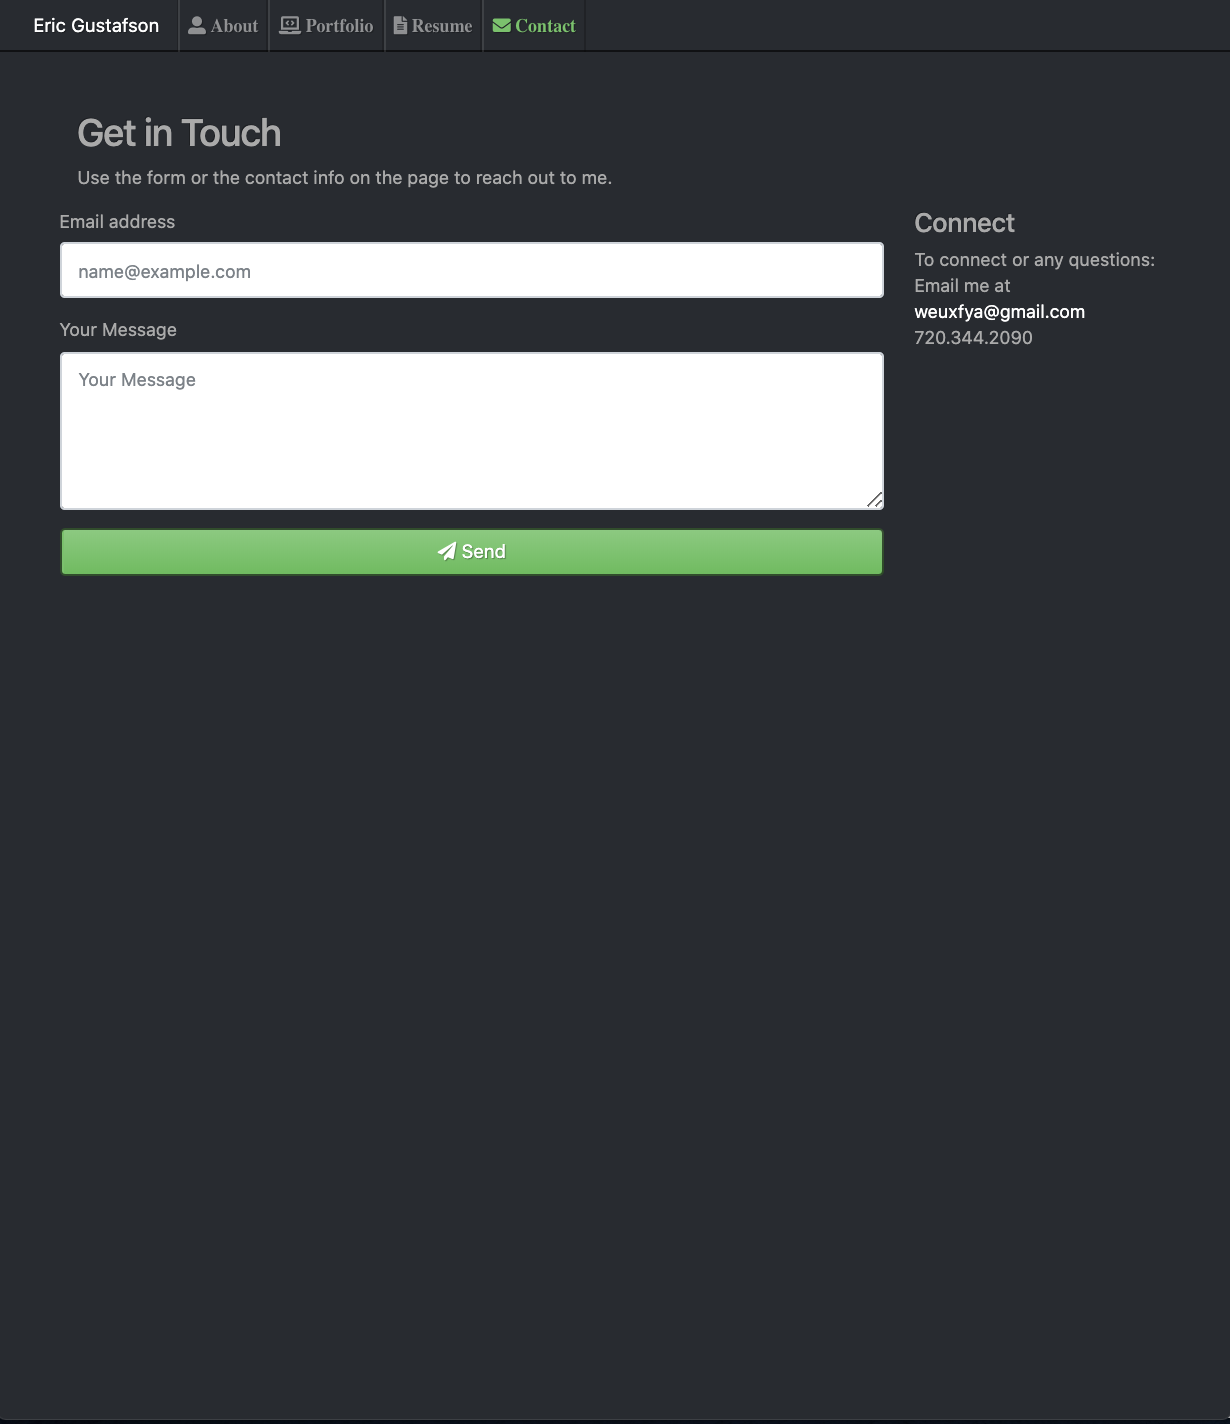 Eric Gustafson About Portfolio Resume Contact
Get in Touch
Use the form or the contact info on the page to reach out to me.
Email address
name@example.com
Your Message
Your Message
Send
Connect
To connect or any questions:
Email me at
weuxfya@gmail.com
720.344.2090